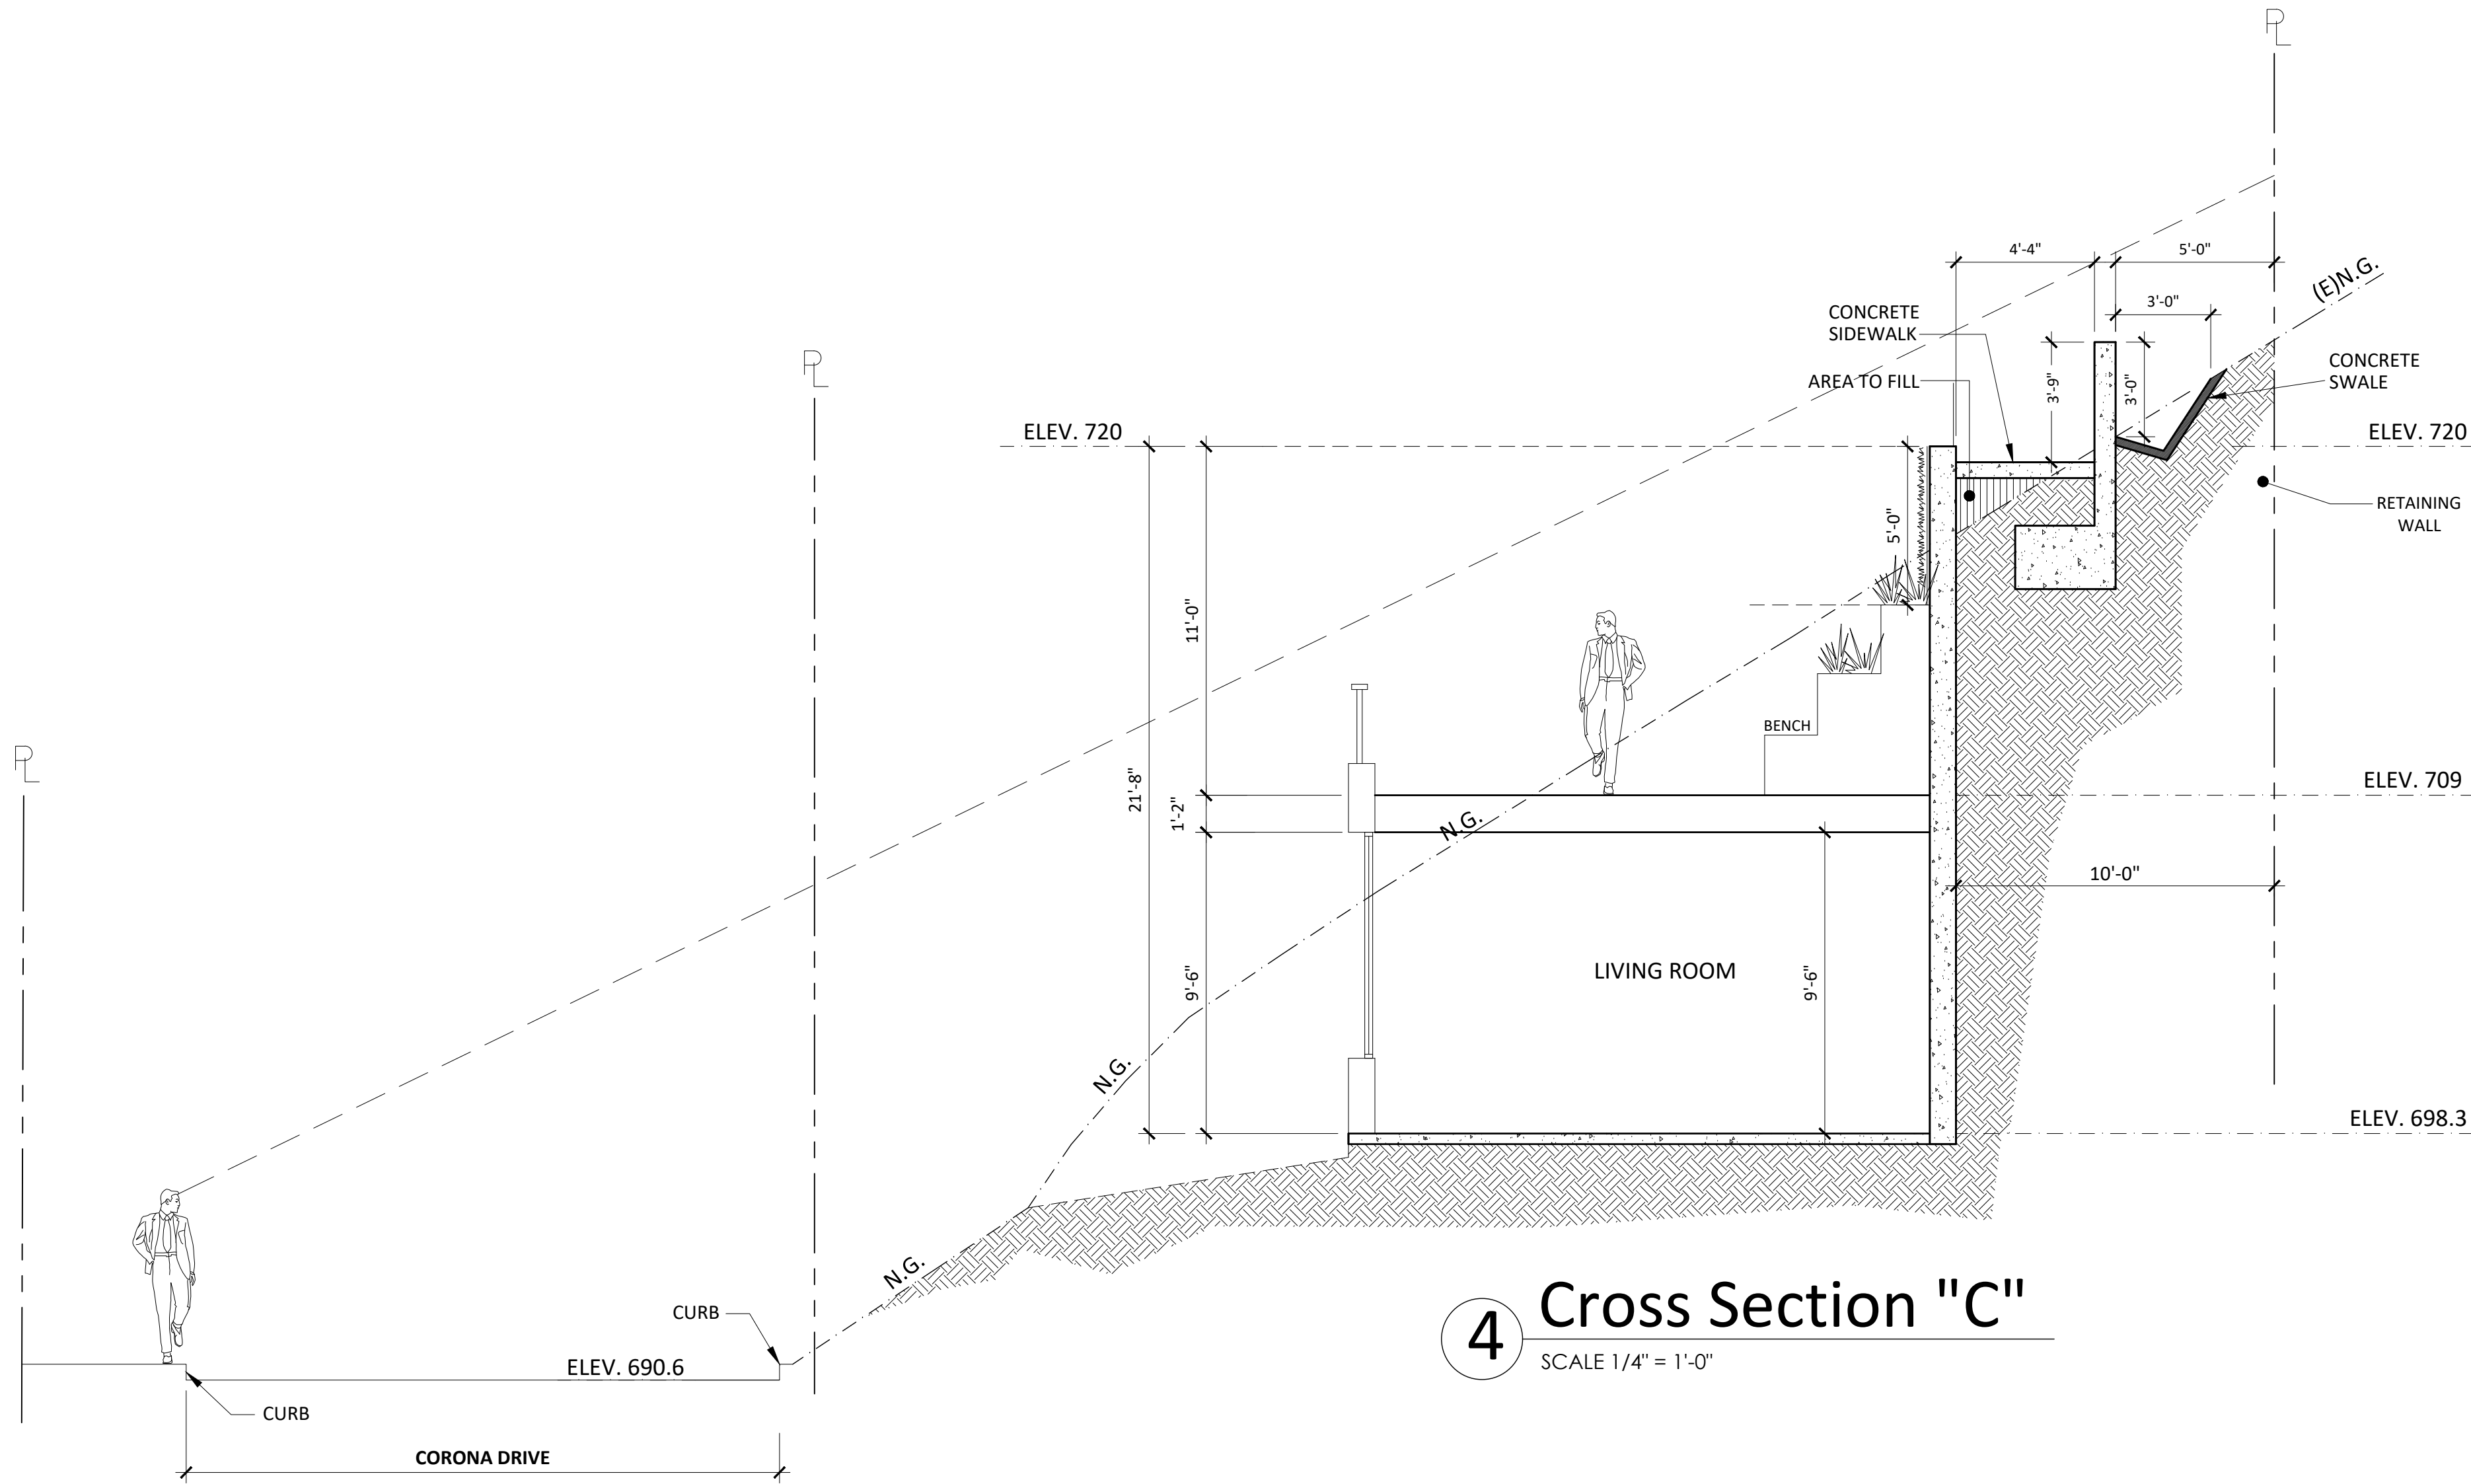 PL
4'-4"
5'-0"
(E)N.G.
3'-0"
CONCRETE
SIDEWALK
PL
CONCRETE
SWALE
AREA TO FILL
3'-9"
3'-0"
ELEV. 720
ELEV. 720
RETAINING
WALL
5'-0"
11'-0"
BENCH
PL
ELEV. 709
21'-8"
1'-2"
N.G.
10'-0"
9'-6"
LIVING ROOM
9'-6"
N.G.
ELEV. 698.3
N.G.
CURB
4
Cross Section "C"
SCALE 1/4" = 1'-0"
ELEV. 690.6
CURB
CORONA DRIVE